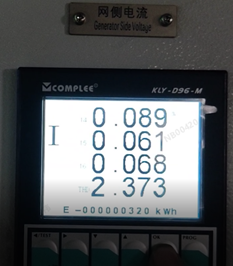 网侧电流
Generator Side Voltage
COMPLEE KLY-D96-M
0.089
I 0.061
0.068
2.373
E -000000320 kWh